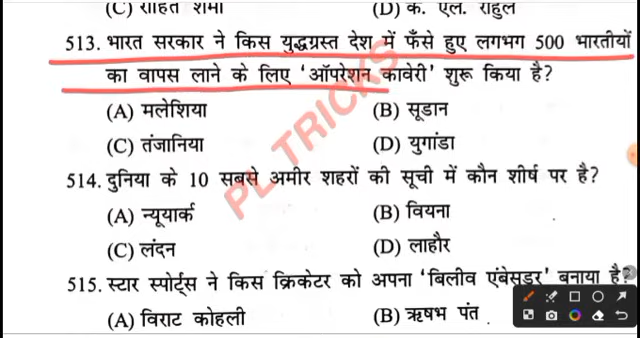 (C) रोहित शर्मा (D) के. एल. राहुल
513. भारत सरकार ने किस युद्धग्रस्त देश में फँसे हुए लगभग 500 भारतीयों
का वापस लाने के लिए 'ऑपरेशन कावेरी' शुरू किया है?
(A) मलेशिया (B) सूडान
(C) तंजानिया (D) युगांडा
514. दुनिया के 10 सबसे अमीर शहरों की सूची में कौन शीर्ष पर है?
(A) न्यूयार्क (B) वियना
(C) लंदन (D) लाहौर
515. स्टार स्पोर्ट्स ने किस क्रिकेटर को अपना 'बिलीव एंबेसडर' बनाया है?
(A) विराट कोहली (B) ऋषभ पंत
PL TRICKS